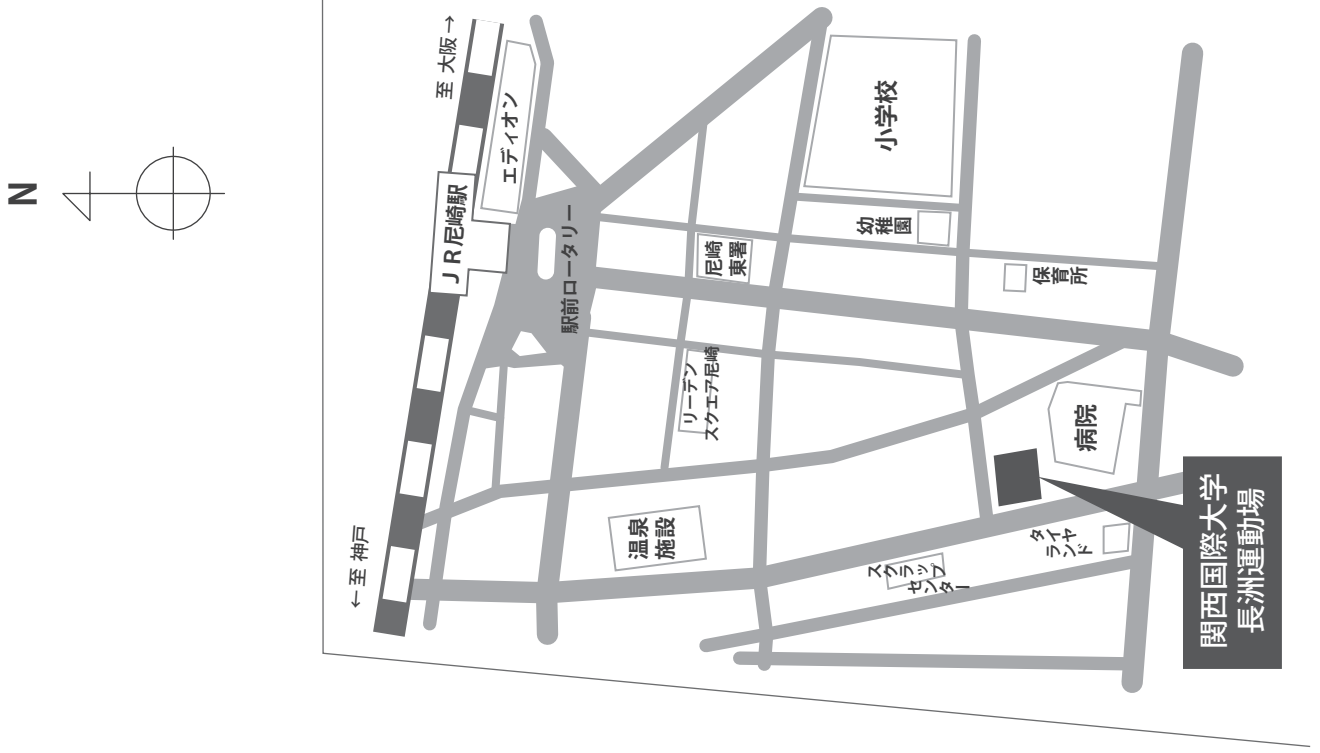 N
至 大阪→
エディオン
JR尼崎駅
駅前ロータリー
←至 神戸
小学校
幼稚
園
尼崎
東署
保育
所
リーデン
スクエア尼崎
病院
温泉
施設
タイヤ
ランド
スクラップ
センター
関西国際大学
長洲運動場